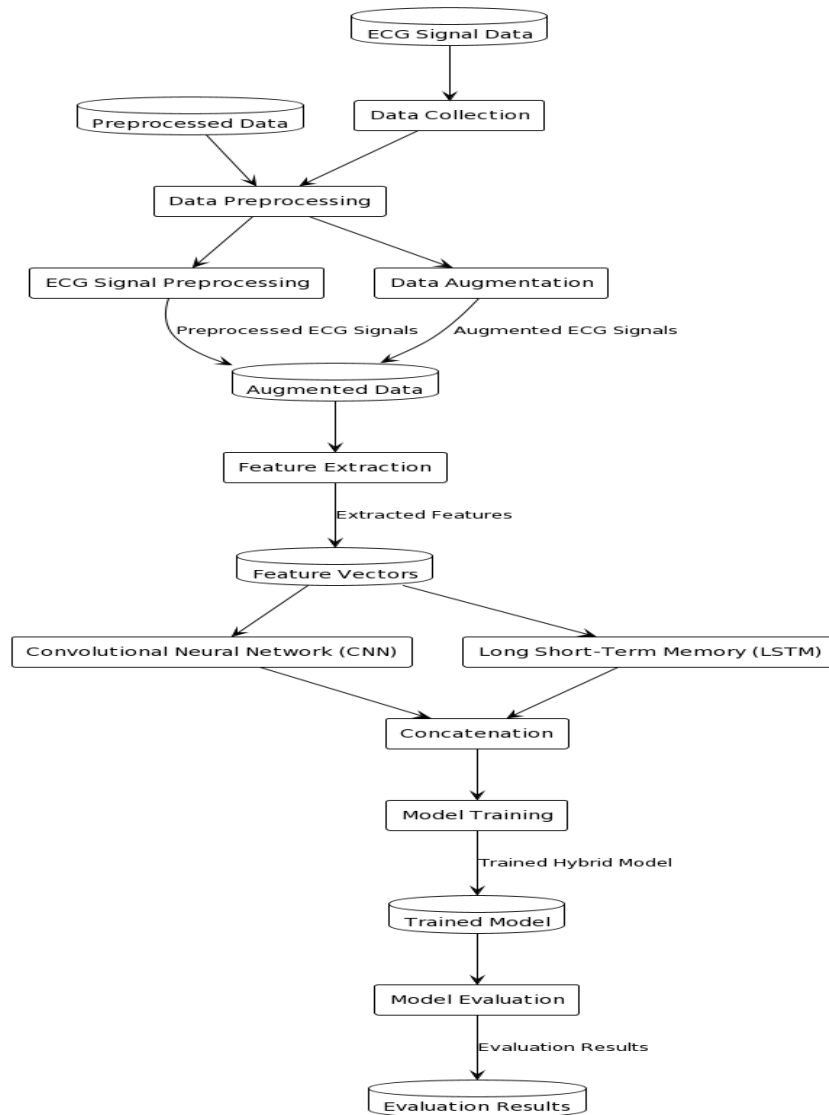 ECG Signal Data
Data Collection
Preprocessed Data
Data Preprocessing
ECG Signal Preprocessing
Data Augmentation
Preprocessed ECG Signals
Augmented ECG Signals
Augmented Data
Feature Extraction
Extracted Features
Feature Vectors
Convolutional Neural Network (CNN)
Long Short-Term Memory (LSTM)
Concatenation
Model Training
Trained Hybrid Model
Trained Model
Model Evaluation
Evaluation Results
Evaluation Results